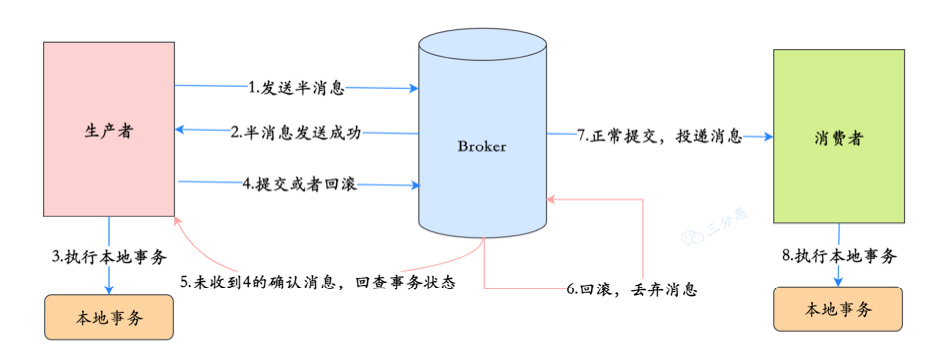 1.发送半消息
生产者
2.半消息发送成功
Broker
7.正常提交，投递消息
消费者
4.提交或者回滚
三分恶
3.执行本地事务
8.执行本地事务
5.未收到4的确认消息，回查事务状态
6.回滚，丢弃消息
本地事务
本地事务